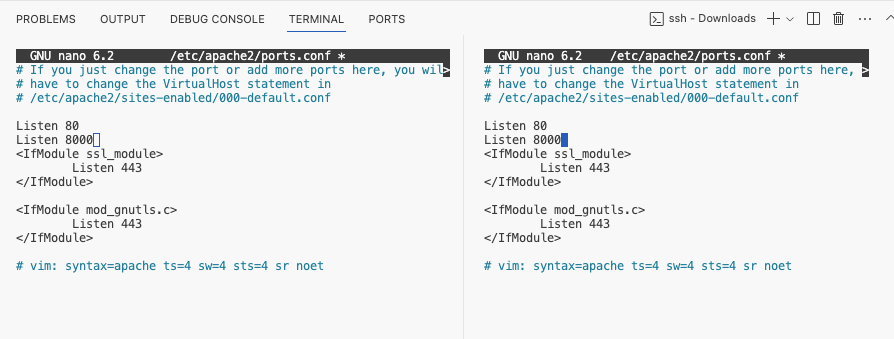 PROBLEMS OUTPUT DEBUG CONSOLE TERMINAL PORTS ssh - Downloads
GNU nano 6.2 /etc/apache2/ports.conf *
# If you just change the port or add more ports here, you wil>
# have to change the VirtualHost statement in
# /etc/apache2/sites-enabled/000-default.conf
Listen 80
Listen 8000
<IfModule ssl_module>
Listen 443
</IfModule>
<IfModule mod_gnutls.c>
Listen 443
</IfModule>
# vim: syntax=apache ts=4 sw=4 sts=4 sr noet
GNU nano 6.2 /etc/apache2/ports.conf *
# If you just change the port or add more ports here, >
# have to change the VirtualHost statement in
# /etc/apache2/sites-enabled/000-default.conf
Listen 80
Listen 8000
<IfModule ssl_module>
Listen 443
</IfModule>
<IfModule mod_gnutls.c>
Listen 443
</IfModule>
# vim: syntax=apache ts=4 sw=4 sts=4 sr noet